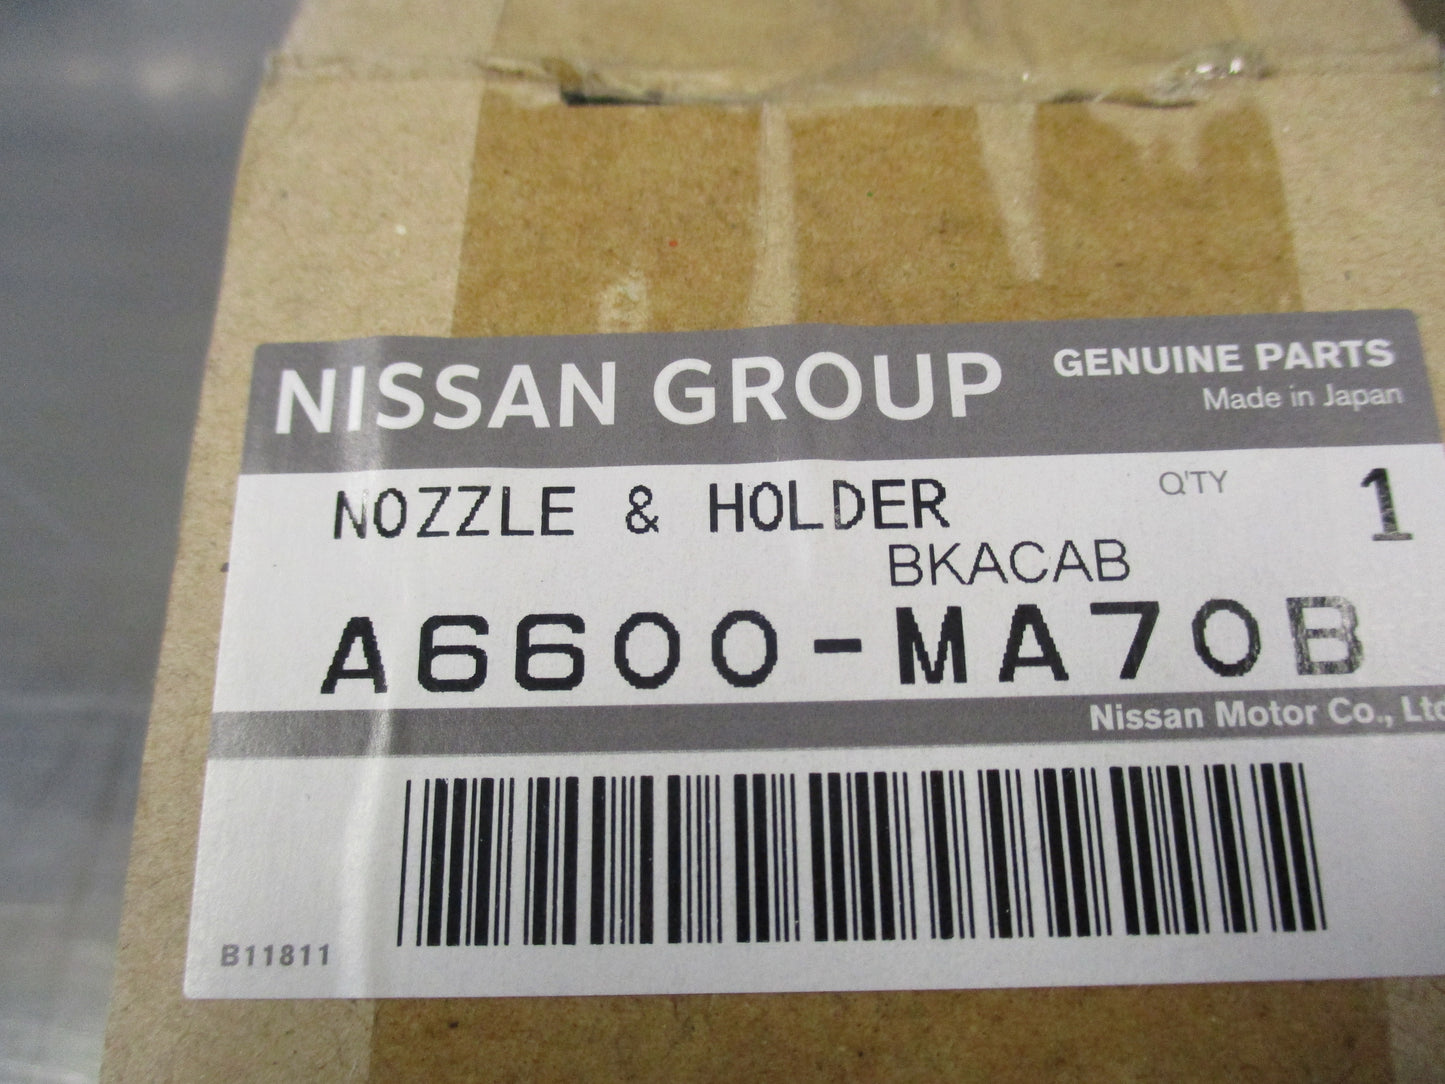 NISSAN GROUP
GENUINE PARTS
Made in Japan
NOZZLE & HOLDER
Q'TY 1
BKACAB
A6600-MA70B
Nissan Motor Co., Ltd
B11811